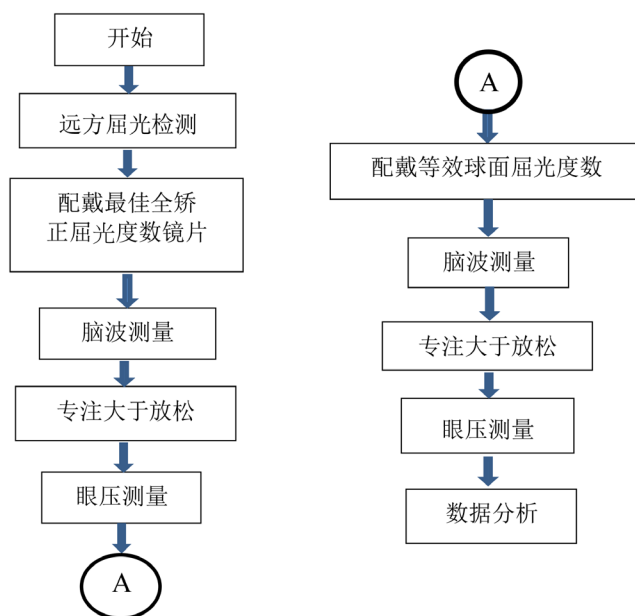 开始
远方屈光检测
配戴最佳全矫
正屈光度数镜片
脑波测量
专注大于放松
眼压测量
A
A
配戴等效球面屈光度数
脑波测量
专注大于放松
眼压测量
数据分析